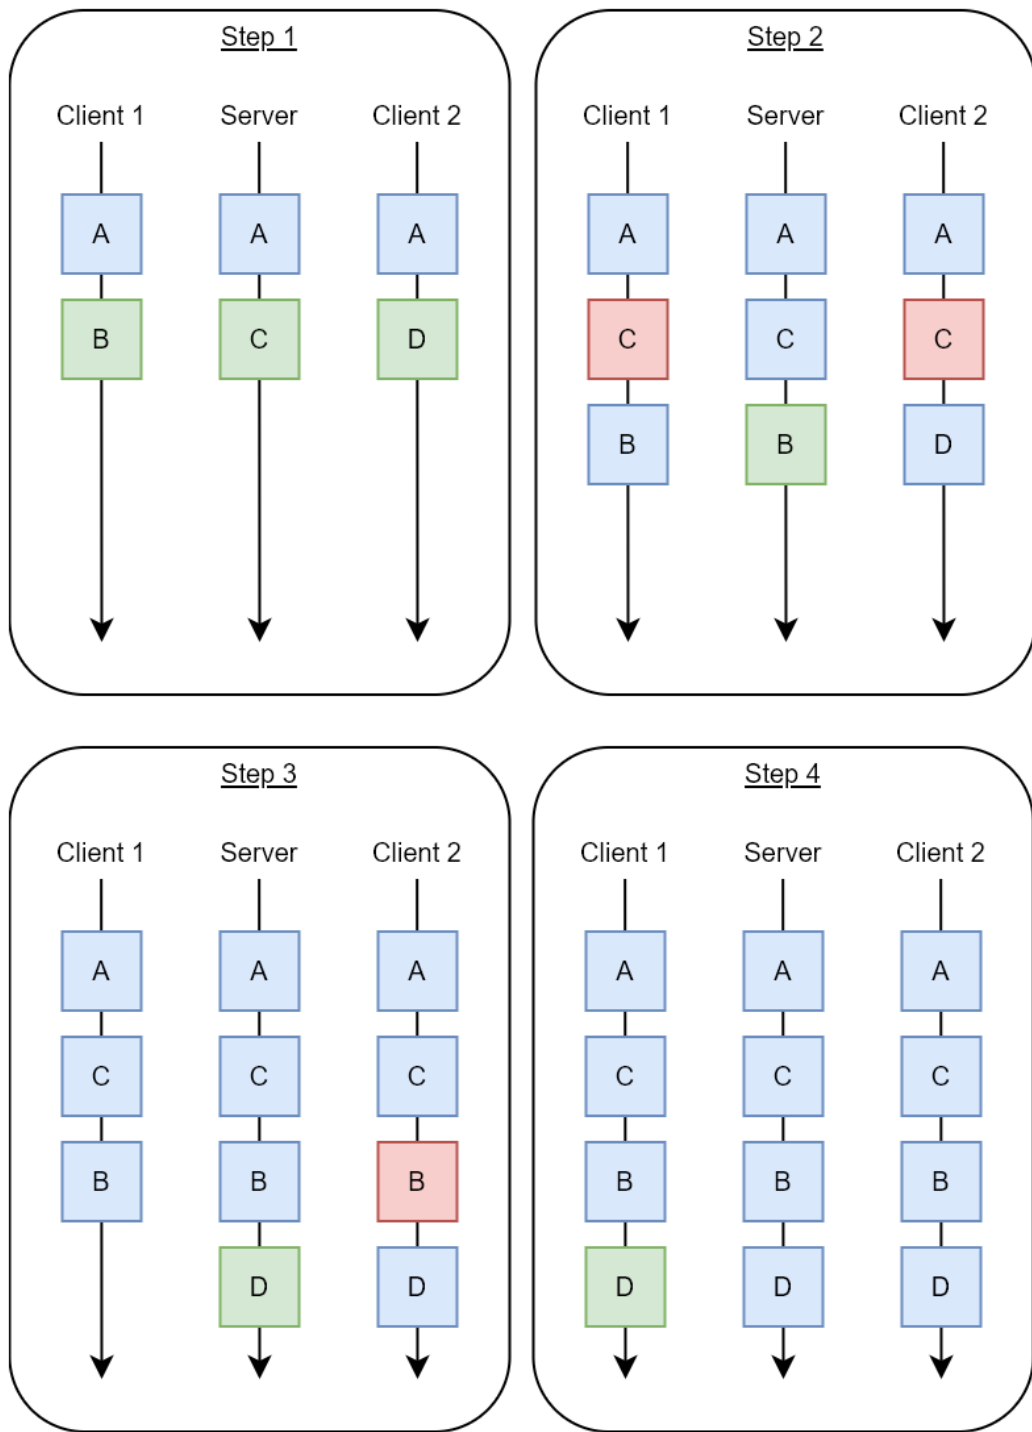 Step 1
Client 1 Server Client 2
A A A
B C D
Step 2
Client 1 Server Client 2
A A A
C C C
B B D
Step 3
Client 1 Server Client 2
A A A
C C C
B B B
D D
Step 4
Client 1 Server Client 2
A A A
C C C
B B B
D D D